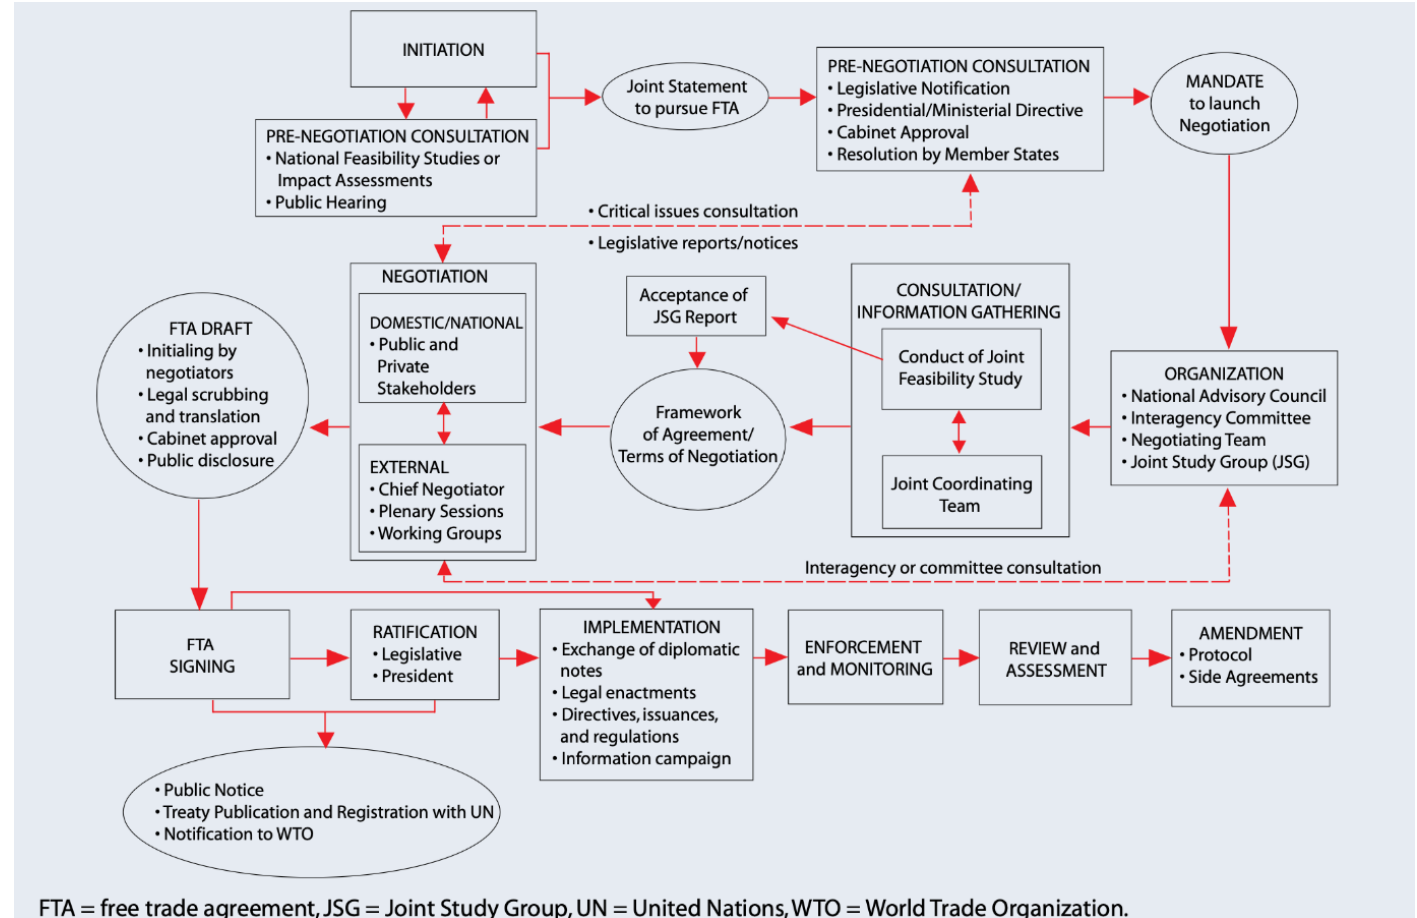 INITIATION
PRE-NEGOTIATION CONSULTATION
• National Feasibility Studies or
Impact Assessments
• Public Hearing
Joint Statement
to pursue FTA
PRE-NEGOTIATION CONSULTATION
• Legislative Notification
• Presidential/Ministerial Directive
• Cabinet Approval
• Resolution by Member States
MANDATE
to launch
Negotiation
• Critical issues consultation
• Legislative reports/notices
FTA DRAFT
• Initialing by
negotiators
• Legal scrubbing
and translation
• Cabinet approval
• Public disclosure
NEGOTIATION
DOMESTIC/NATIONAL
• Public and
Private
Stakeholders
EXTERNAL
• Chief Negotiator
• Plenary Sessions
• Working Groups
Acceptance of
JSG Report
Framework
of Agreement/
Terms of Negotiation
CONSULTATION/
INFORMATION GATHERING
Conduct of Joint
Feasibility Study
Joint Coordinating
Team
ORGANIZATION
• National Advisory Council
• Interagency Committee
• Negotiating Team
• Joint Study Group (JSG)
Interagency or committee consultation
FTA
SIGNING
RATIFICATION
• Legislative
• President
IMPLEMENTATION
• Exchange of diplomatic
notes
• Legal enactments
• Directives, issuances,
and regulations
• Information campaign
ENFORCEMENT
and MONITORING
REVIEW and
ASSESSMENT
AMENDMENT
• Protocol
• Side Agreements
• Public Notice
• Treaty Publication and Registration with UN
• Notification to WTO
FTA = free trade agreement, JSG = Joint Study Group, UN = United Nations, WTO = World Trade Organization.